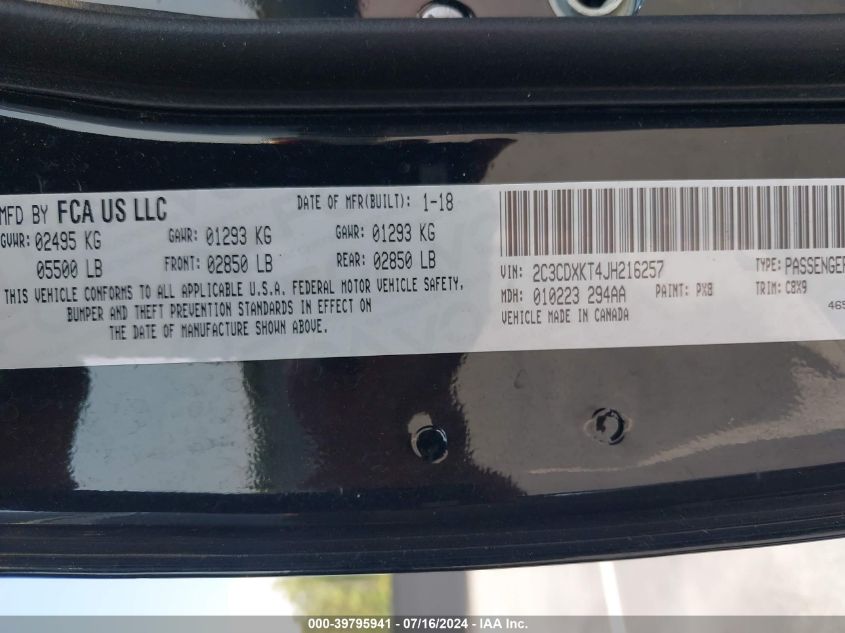 MFD BY FCA US LLC
DATE OF MFR(BUILT): 1-18
GVWR: 02495 KG GAWR: 01293 KG GAWR: 01293 KG
05500 LB FRONT: 02850 LB REAR: 02850 LB
THIS VEHICLE CONFORMS TO ALL APPLICABLE U.S.A. FEDERAL MOTOR VEHICLE SAFETY,
BUMPER AND THEFT PREVENTION STANDARDS IN EFFECT ON
THE DATE OF MANUFACTURE SHOWN ABOVE.
VIN: 2C3CDXKT4JH216257 TYPE: PASSENGER
MDH: 010223 294AA PAINT: PX8 TRIM: C8X9
VEHICLE MADE IN CANADA
465
000-39795941 - 07/16/2024 - IAA Inc.